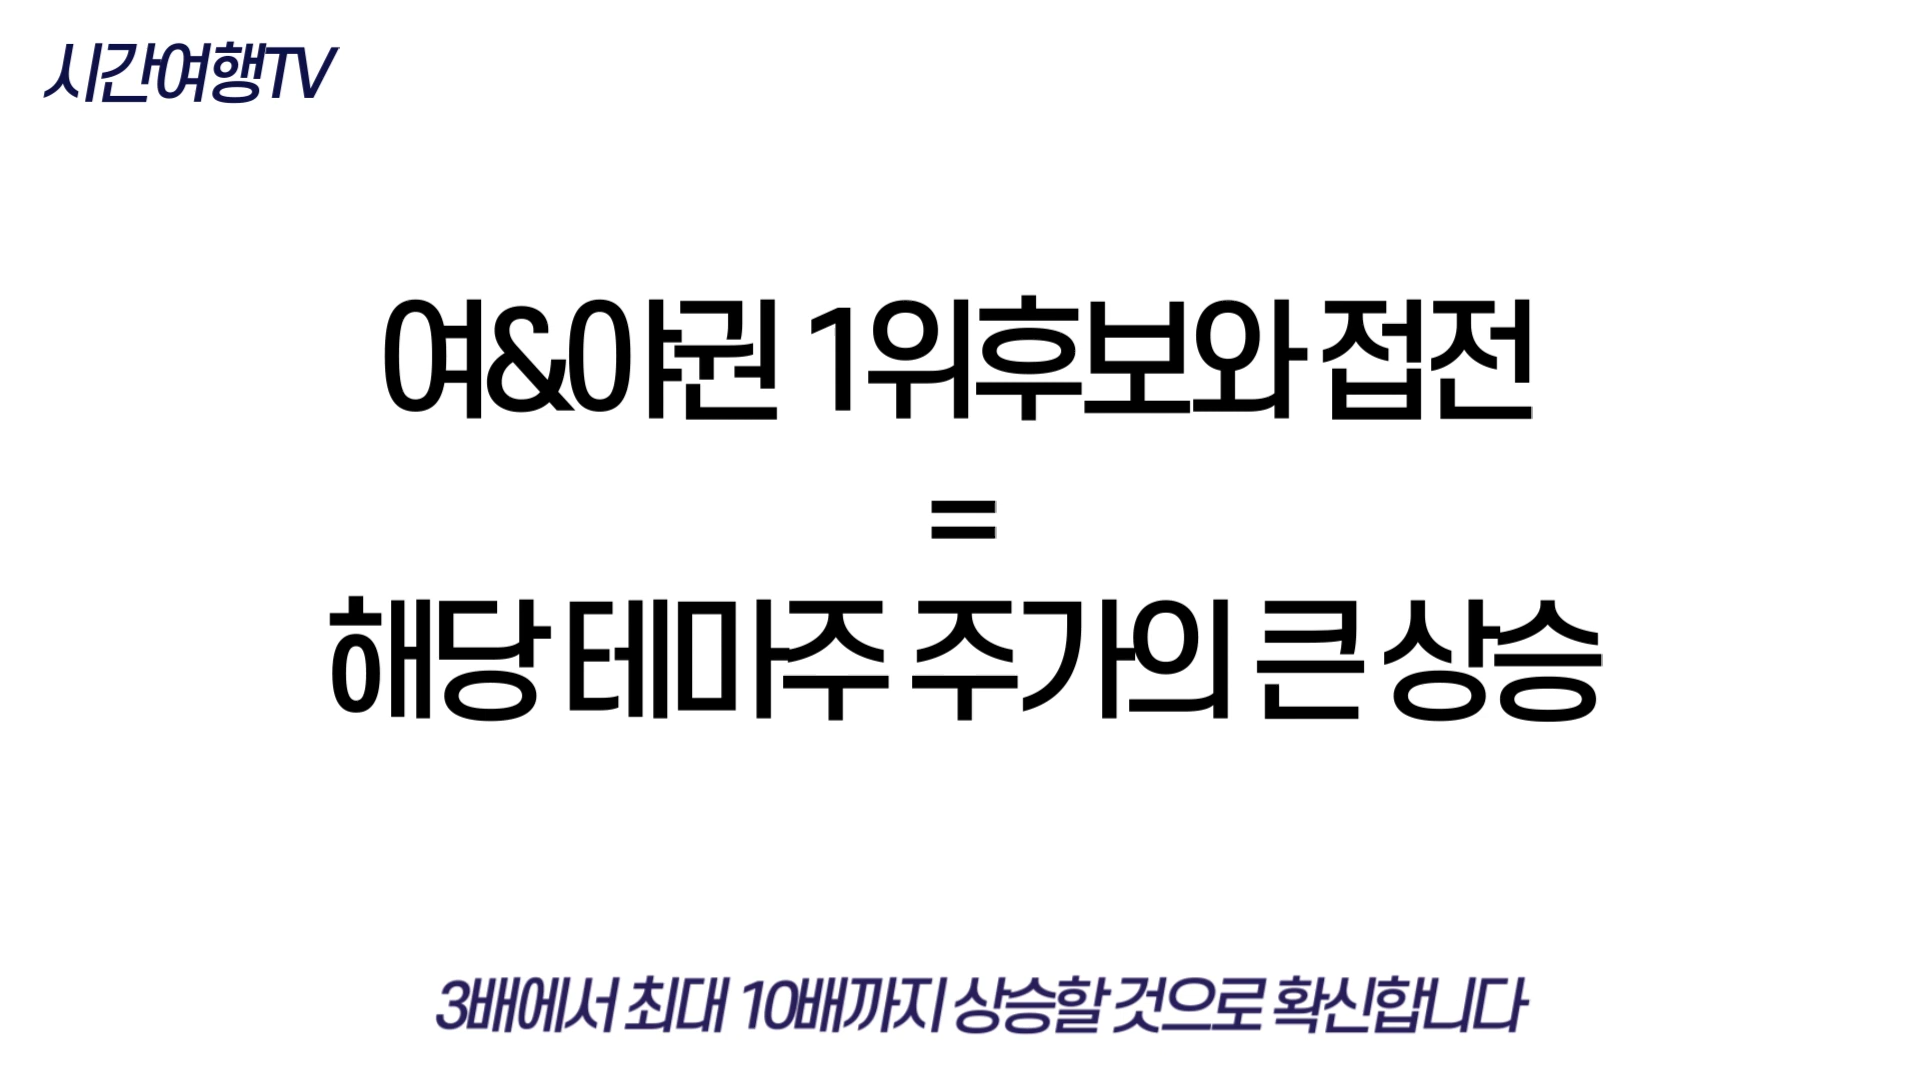 시간여행TV
여&야권 1위후보와 접전
=
해당 테마주 주가의 큰 상승
3배에서 최대 10배까지 상승할 것으로 확신합니다